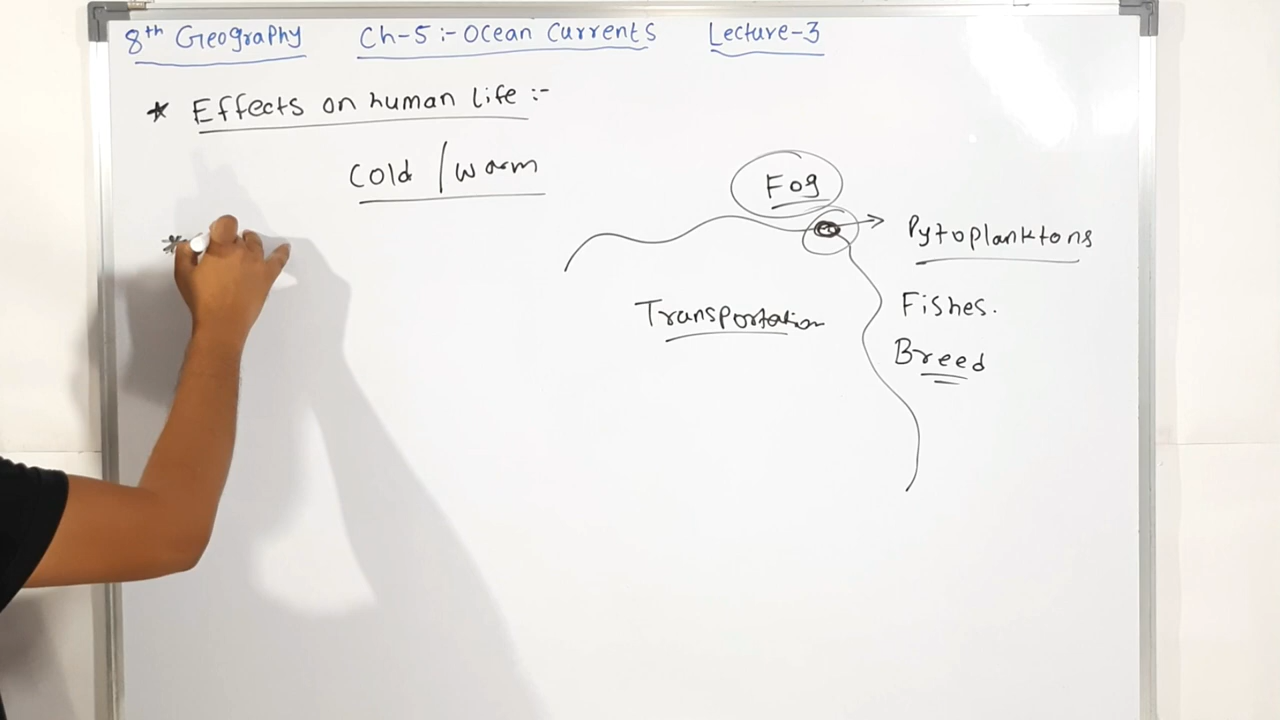 8th Geography Ch-5:- Ocean Currents Lecture-3
* Effects on human life :-
Cold / warm
Fog
Pytoplanktons
Transportation
Fishes.
Breed
*